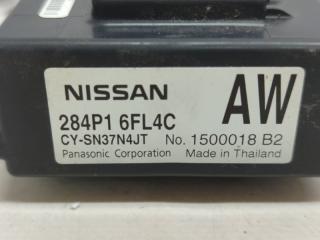 NISSAN AW
284P1 6FL4C
CY-SN37N4JT No. 1500018 B2
Panasonic Corporation Made in Thailand